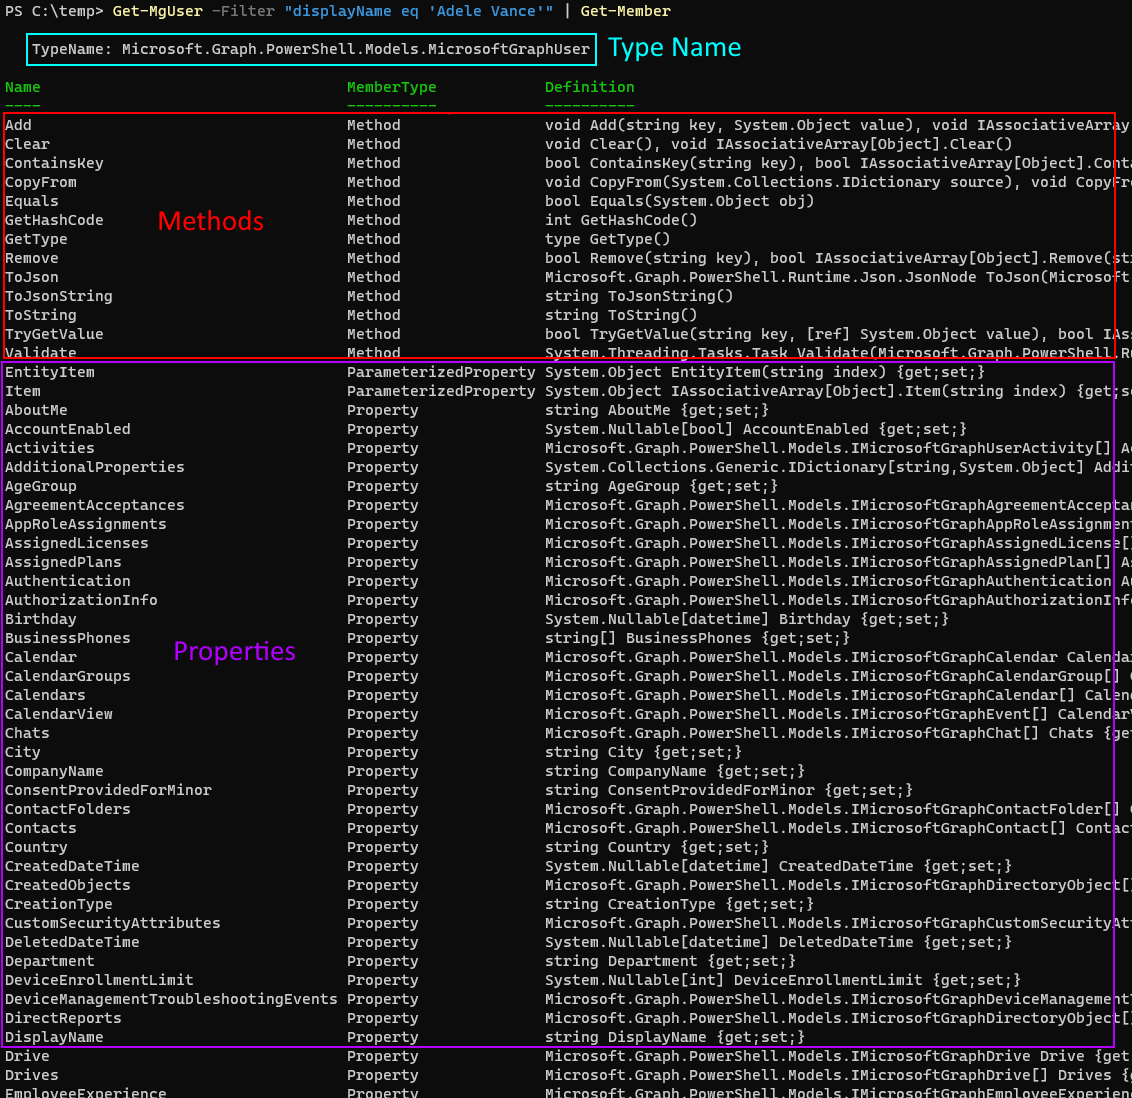 PS C:\temp> Get-MgUser -Filter "displayName eq 'Adele Vance'" | Get-Member
TypeName: Microsoft.Graph.PowerShell.Models.MicrosoftGraphUser Type Name
Name MemberType Definition
---- ---------- ----------
Add Method void Add(string key, System.Object value), void IAssociativeArray
Clear Method void Clear(), void IAssociativeArray[Object].Clear()
ContainsKey Method bool ContainsKey(string key), bool IAssociativeArray[Object].Conta
CopyFrom Method void CopyFrom(System.Collections.IDictionary source), void CopyFr
Equals Method bool Equals(System.Object obj)
GetHashCode Method int GetHashCode()
Methods
GetType Method type GetType()
Remove Method bool Remove(string key), bool IAssociativeArray[Object].Remove(st
ToJson Method Microsoft.Graph.PowerShell.Runtime.Json.JsonNode ToJson(Microsoft.
ToJsonString Method string ToJsonString()
ToString Method string ToString()
TryGetValue Method bool TryGetValue(string key, [ref] System.Object value), bool IAs
Validate Method System.Threading.Tasks.Task Validate(Microsoft.Graph.PowerShell.Ru
EntityItem ParameterizedProperty System.Object EntityItem(string index) {get;set;}
Item ParameterizedProperty System.Object IAssociativeArray[Object].Item(string index) {get;s
AboutMe Property string AboutMe {get;set;}
AccountEnabled Property System.Nullable[bool] AccountEnabled {get;set;}
Activities Property Microsoft.Graph.PowerShell.Models.IMicrosoftGraphUserActivity[] Ac
AdditionalProperties Property System.Collections.Generic.IDictionary[string,System.Object] Addit
AgeGroup Property string AgeGroup {get;set;}
AgreementAcceptances Property Microsoft.Graph.PowerShell.Models.IMicrosoftGraphAgreementAcceptan
AppRoleAssignments Property Microsoft.Graph.PowerShell.Models.IMicrosoftGraphAppRoleAssignment
AssignedLicenses Property Microsoft.Graph.PowerShell.Models.IMicrosoftGraphAssignedLicense[]
AssignedPlans Property Microsoft.Graph.PowerShell.Models.IMicrosoftGraphAssignedPlan[] As
Authentication Property Microsoft.Graph.PowerShell.Models.IMicrosoftGraphAuthentication Au
AuthorizationInfo Property Microsoft.Graph.PowerShell.Models.IMicrosoftGraphAuthorizationInfo
Birthday Property System.Nullable[datetime] Birthday {get;set;}
BusinessPhones Property string[] BusinessPhones {get;set;}
Properties
Calendar Property Microsoft.Graph.PowerShell.Models.IMicrosoftGraphCalendar Calendar
CalendarGroups Property Microsoft.Graph.PowerShell.Models.IMicrosoftGraphCalendarGroup[] C
Calendars Property Microsoft.Graph.PowerShell.Models.IMicrosoftGraphCalendar[] Calen
CalendarView Property Microsoft.Graph.PowerShell.Models.IMicrosoftGraphEvent[] CalendarV
Chats Property Microsoft.Graph.PowerShell.Models.IMicrosoftGraphChat[] Chats {get
City Property string City {get;set;}
CompanyName Property string CompanyName {get;set;}
ConsentProvidedForMinor Property string ConsentProvidedForMinor {get;set;}
ContactFolders Property Microsoft.Graph.PowerShell.Models.IMicrosoftGraphContactFolder[] C
Contacts Property Microsoft.Graph.PowerShell.Models.IMicrosoftGraphContact[] Contac
Country Property string Country {get;set;}
CreatedDateTime Property System.Nullable[datetime] CreatedDateTime {get;set;}
CreatedObjects Property Microsoft.Graph.PowerShell.Models.IMicrosoftGraphDirectoryObject[]
CreationType Property string CreationType {get;set;}
CustomSecurityAttributes Property Microsoft.Graph.PowerShell.Models.IMicrosoftGraphCustomSecurityAtt
DeletedDateTime Property System.Nullable[datetime] DeletedDateTime {get;set;}
Department Property string Department {get;set;}
DeviceEnrollmentLimit Property System.Nullable[int] DeviceEnrollmentLimit {get;set;}
DeviceManagementTroubleshootingEvents Property Microsoft.Graph.PowerShell.Models.IMicrosoftGraphDeviceManagementT
DirectReports Property Microsoft.Graph.PowerShell.Models.IMicrosoftGraphDirectoryObject[]
DisplayName Property string DisplayName {get;set;}
Drive Property Microsoft.Graph.PowerShell.Models.IMicrosoftGraphDrive Drive {get
Drives Property Microsoft.Graph.PowerShell.Models.IMicrosoftGraphDrive[] Drives {g
EmployeeExperience Property Microsoft.Graph.PowerShell.Models.IMicrosoftGraphEmployeeExperien